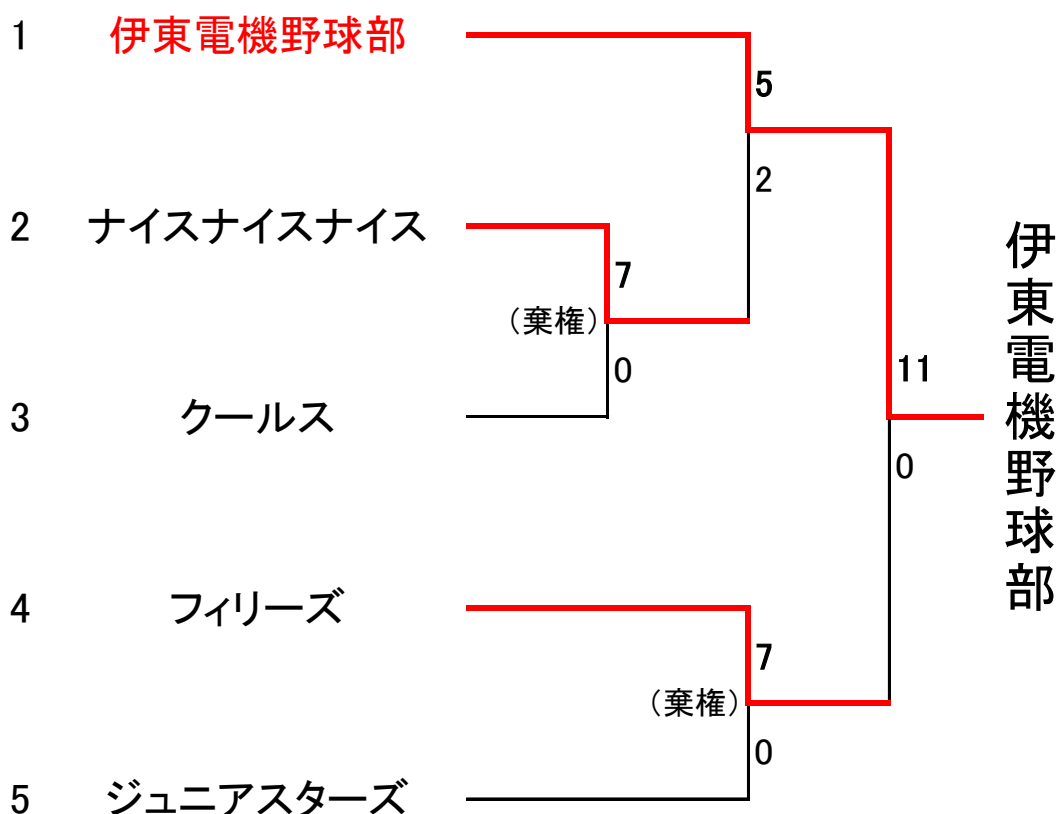 1 伊東電機野球部
5
2
2 ナイスナイスナイス
7
(棄権)
0
3 クールス
11
0
4 フィリーズ
7
(棄権)
0
5 ジュニアスターズ
伊東電機野球部